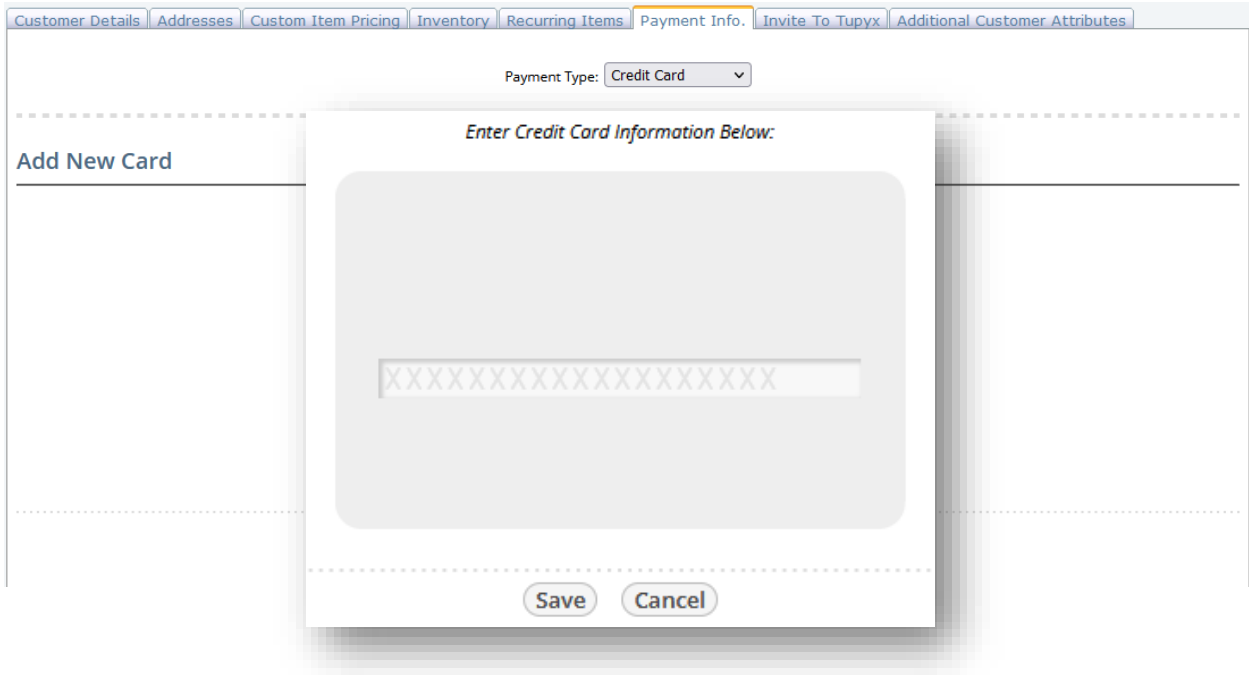 Customer Details Addresses Custom Item Pricing Inventory Recurring Items Payment Info. Invite To Tupyx Additional Customer Attributes
Payment Type: Credit Card
Enter Credit Card Information Below:
Add New Card
XXXXXXXXXXXXXXXXXXX
Save Cancel